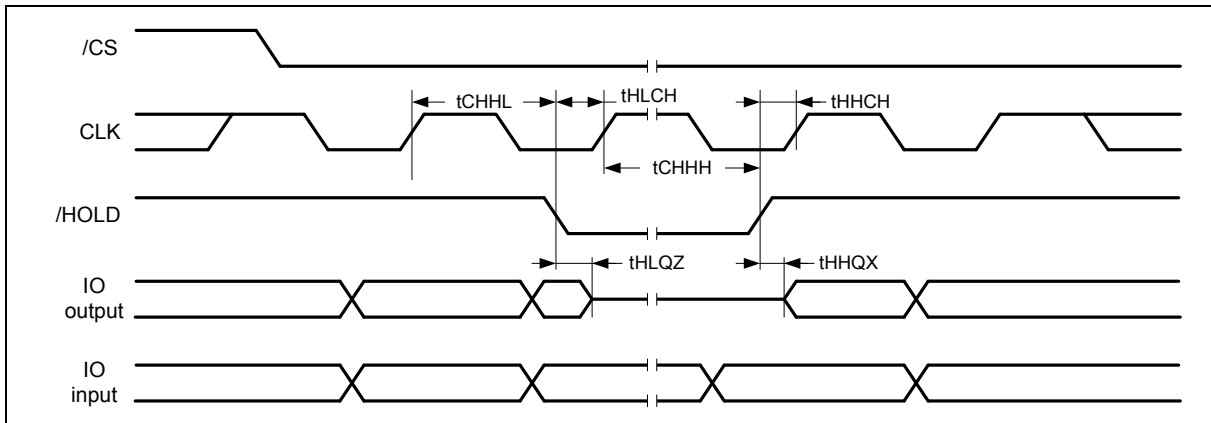 /CS
tCHHL
tHLCH
tHHCH
CLK
tCHHH
/HOLD
tHLQZ
tHHQX
IO
output
IO
input